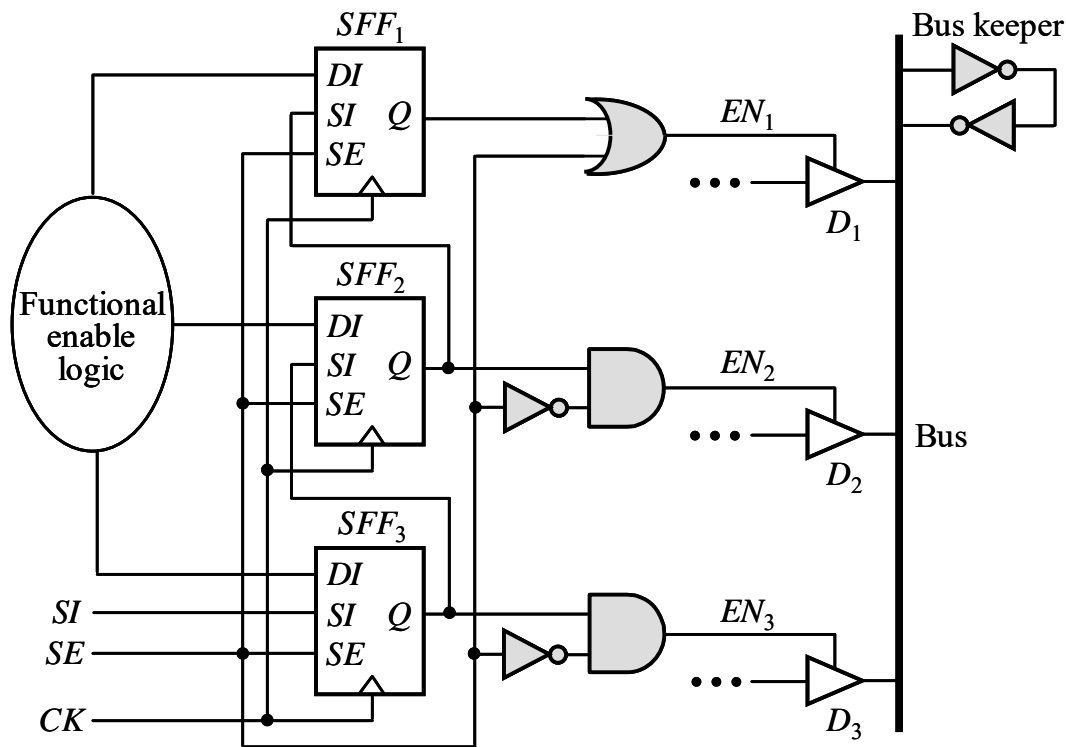 SFF1
Bus keeper
DI
SI
Q
SE
EN1
D1
Functional
enable
logic
SFF2
DI
SI
Q
SE
EN2
D2
Bus
SFF3
DI
SI
SI
Q
SE
SE
EN3
D3
CK